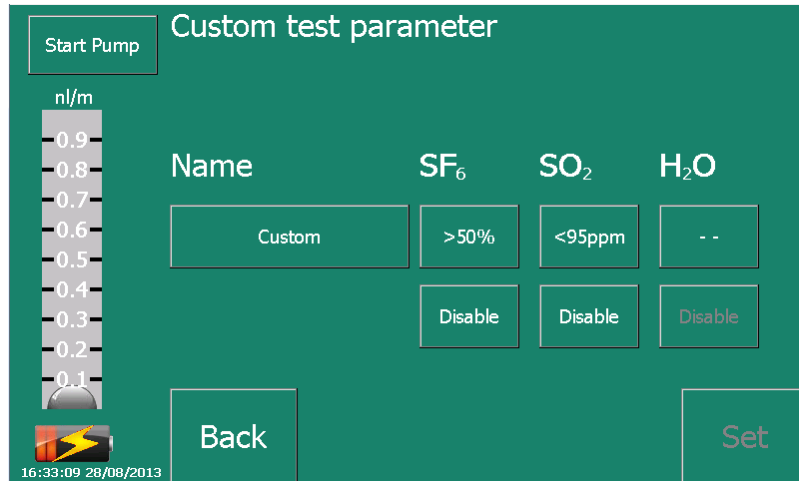 Start Pump
Custom test parameter
nl/m
0.9
0.8
0.7
0.6
0.5
0.4
0.3
0.2
0.1
Name SF₆ SO₂ H₂O
Custom >50% <95ppm - -
Disable Disable Disable
Back Set
16:33:09 28/08/2013